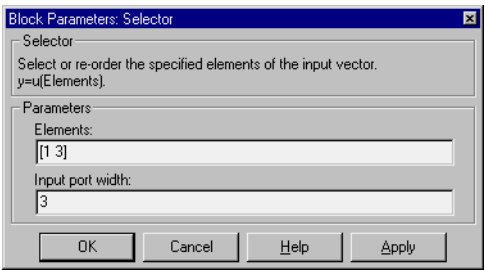 Block Parameters: Selector
Selector
Select or re-order the specified elements of the input vector.
y=u(Elements).
Parameters
Elements:
[1 3]
Input port width:
3
OK Cancel Help Apply